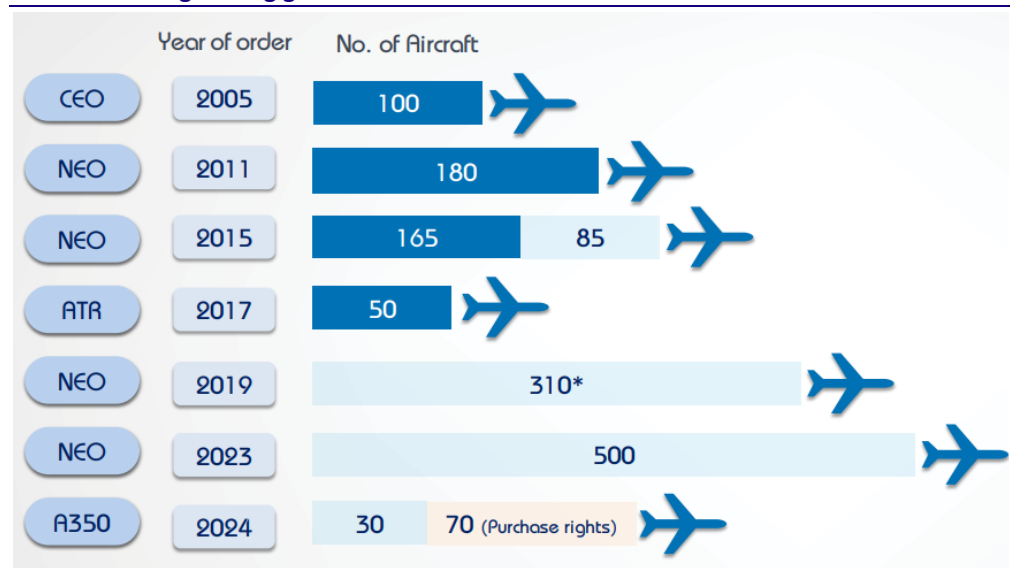 Year of order No. of Aircraft
CEO 2005 100
NEO 2011 180
NEO 2015 165 85
ATR 2017 50
NEO 2019 310*
NEO 2023 500
A350 2024 30 70 (Purchase rights)